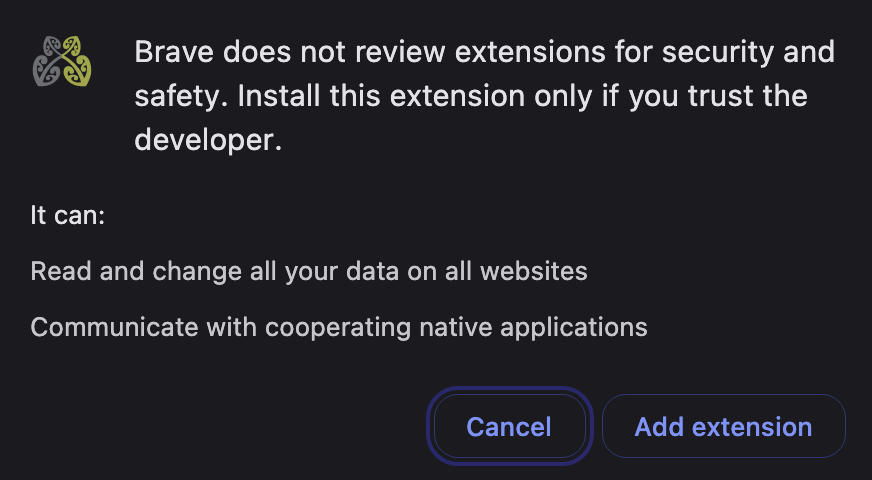 Brave does not review extensions for security and
safety. Install this extension only if you trust the
developer.
It can:
Read and change all your data on all websites
Communicate with cooperating native applications
Cancel
Add extension